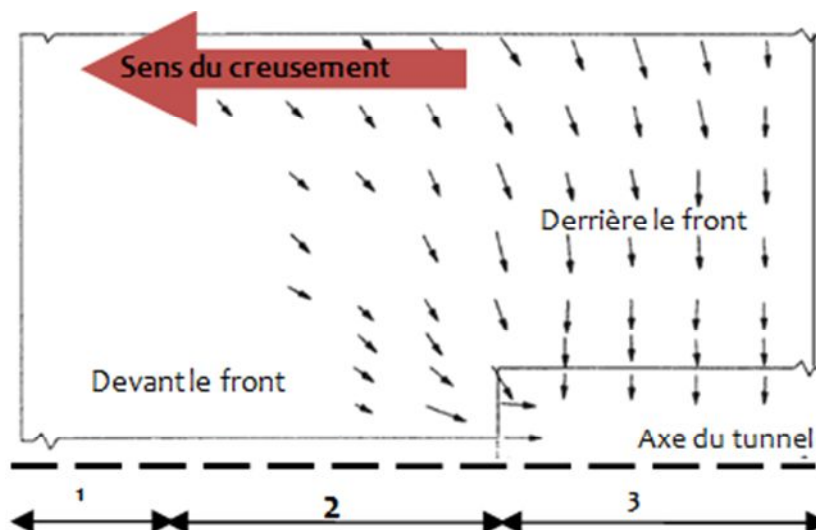 Sens du creusement
Derrière le front
Devant le front
Axe du tunnel
1
2
3